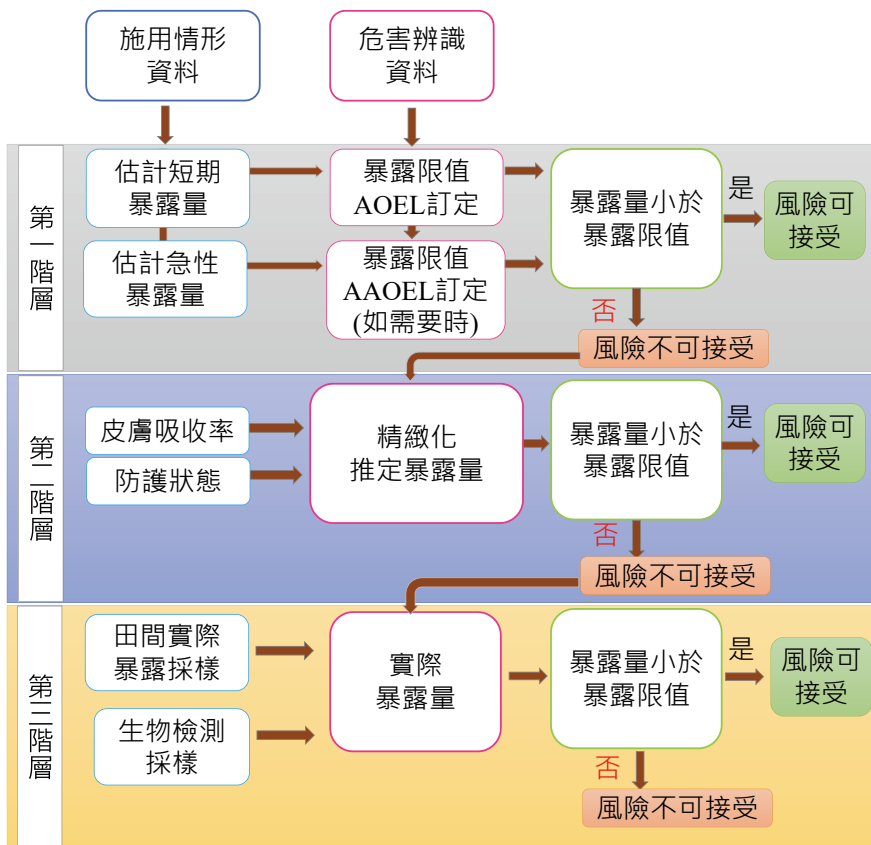 施用情形
資料
危害辨識
資料
第一階層
估計短期
暴露量
估計急性
暴露量
暴露限值
AOEL訂定
暴露限值
AAOEL訂定
(如需要時)
暴露量小於
暴露限值
是
風險可
接受
否
風險不可接受
第二階層
皮膚吸收率
防護狀態
精緻化
推定暴露量
暴露量小於
暴露限值
是
風險可
接受
否
風險不可接受
第三階層
田間實際
暴露採樣
生物檢測
採樣
實際
暴露量
暴露量小於
暴露限值
是
風險可
接受
否
風險不可接受